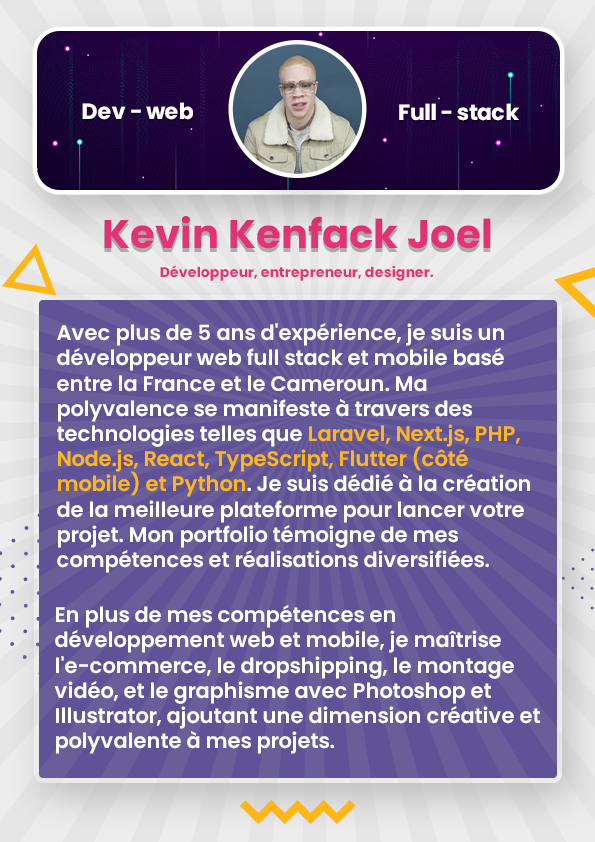 Dev - web
Full - stack
Kevin Kenfack Joel
Développeur, entrepreneur, designer.
Avec plus de 5 ans d'expérience, je suis un
développeur web full stack et mobile basé
entre la France et le Cameroun. Ma
polyvalence se manifeste à travers des
technologies telles que Laravel, Next.js, PHP,
Node.js, React, TypeScript, Flutter (côté
mobile) et Python. Je suis dédié à la création
de la meilleure plateforme pour lancer votre
projet. Mon portfolio témoigne de mes
compétences et réalisations diversifiées.
En plus de mes compétences en
développement web et mobile, je maîtrise
l'e-commerce, le dropshipping, le montage
vidéo, et le graphisme avec Photoshop et
Illustrator, ajoutant une dimension créative et
polyvalente à mes projets.